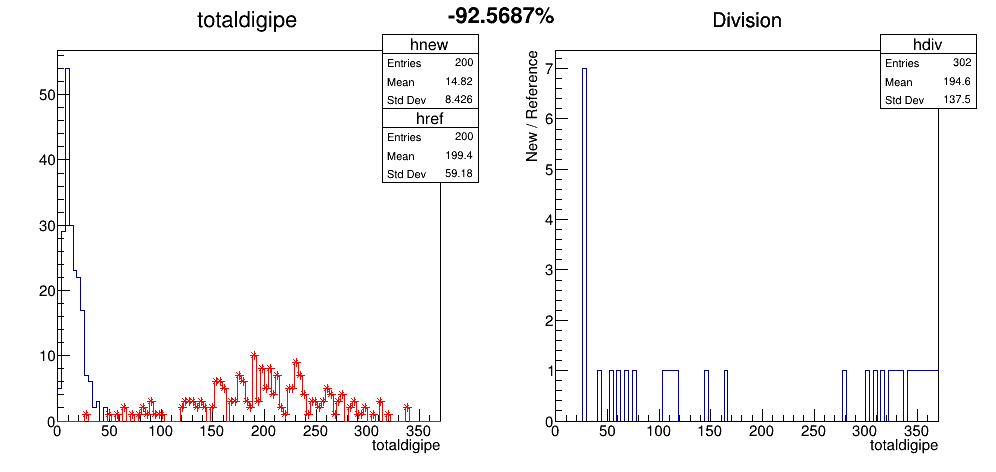 -92.5687%
totaldigipe
hnew
Entries 200
Mean 14.82
Std Dev 8.426
href
Entries 200
Mean 199.4
Std Dev 59.18
50
40
30
20
10
0
0 50 100 150 200 250 300 350
totaldigipe
Division
hdiv
Entries 302
Mean 194.6
Std Dev 137.5
New / Reference
7
6
5
4
3
2
1
0
0 50 100 150 200 250 300 350
totaldigipe